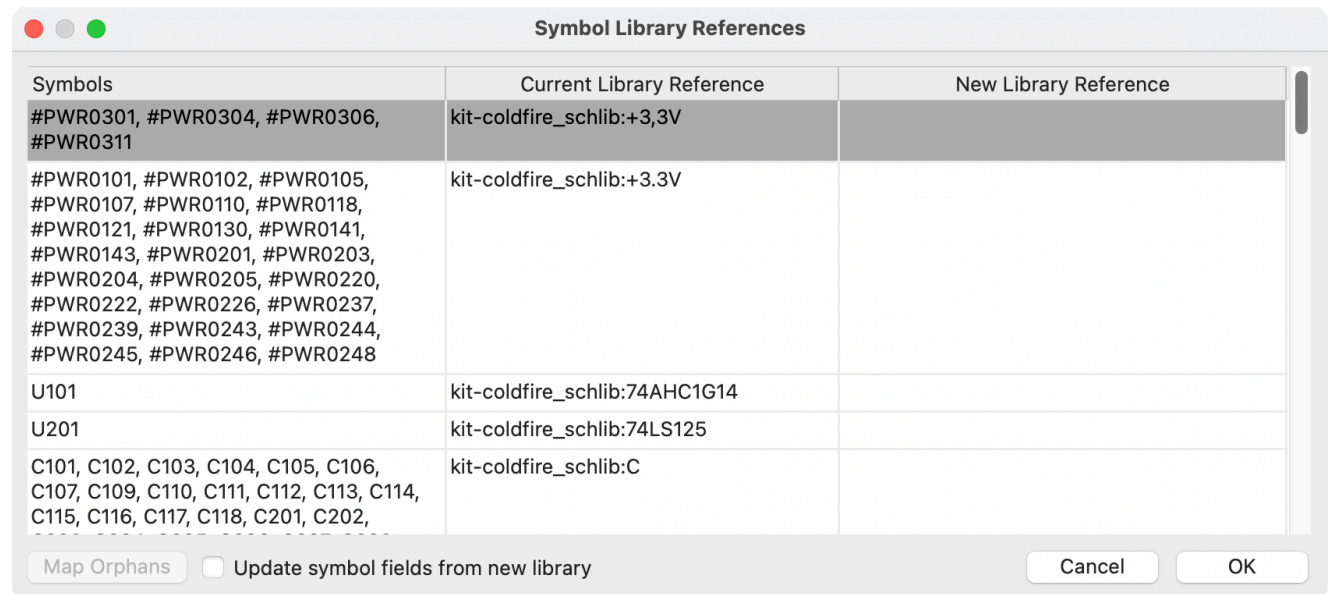 Symbol Library References
Symbols Current Library Reference New Library Reference
#PWR0301, #PWR0304, #PWR0306, kit-coldfire_schlib:+3,3V
#PWR0311
#PWR0101, #PWR0102, #PWR0105, kit-coldfire_schlib:+3.3V
#PWR0107, #PWR0110, #PWR0118,
#PWR0121, #PWR0130, #PWR0141,
#PWR0143, #PWR0201, #PWR0203,
#PWR0204, #PWR0205, #PWR0220,
#PWR0222, #PWR0226, #PWR0237,
#PWR0239, #PWR0243, #PWR0244,
#PWR0245, #PWR0246, #PWR0248
U101 kit-coldfire_schlib:74AHC1G14
U201 kit-coldfire_schlib:74LS125
C101, C102, C103, C104, C105, C106, kit-coldfire_schlib:C
C107, C109, C110, C111, C112, C113, C114,
C115, C116, C117, C118, C201, C202,
Map Orphans Update symbol fields from new library Cancel OK